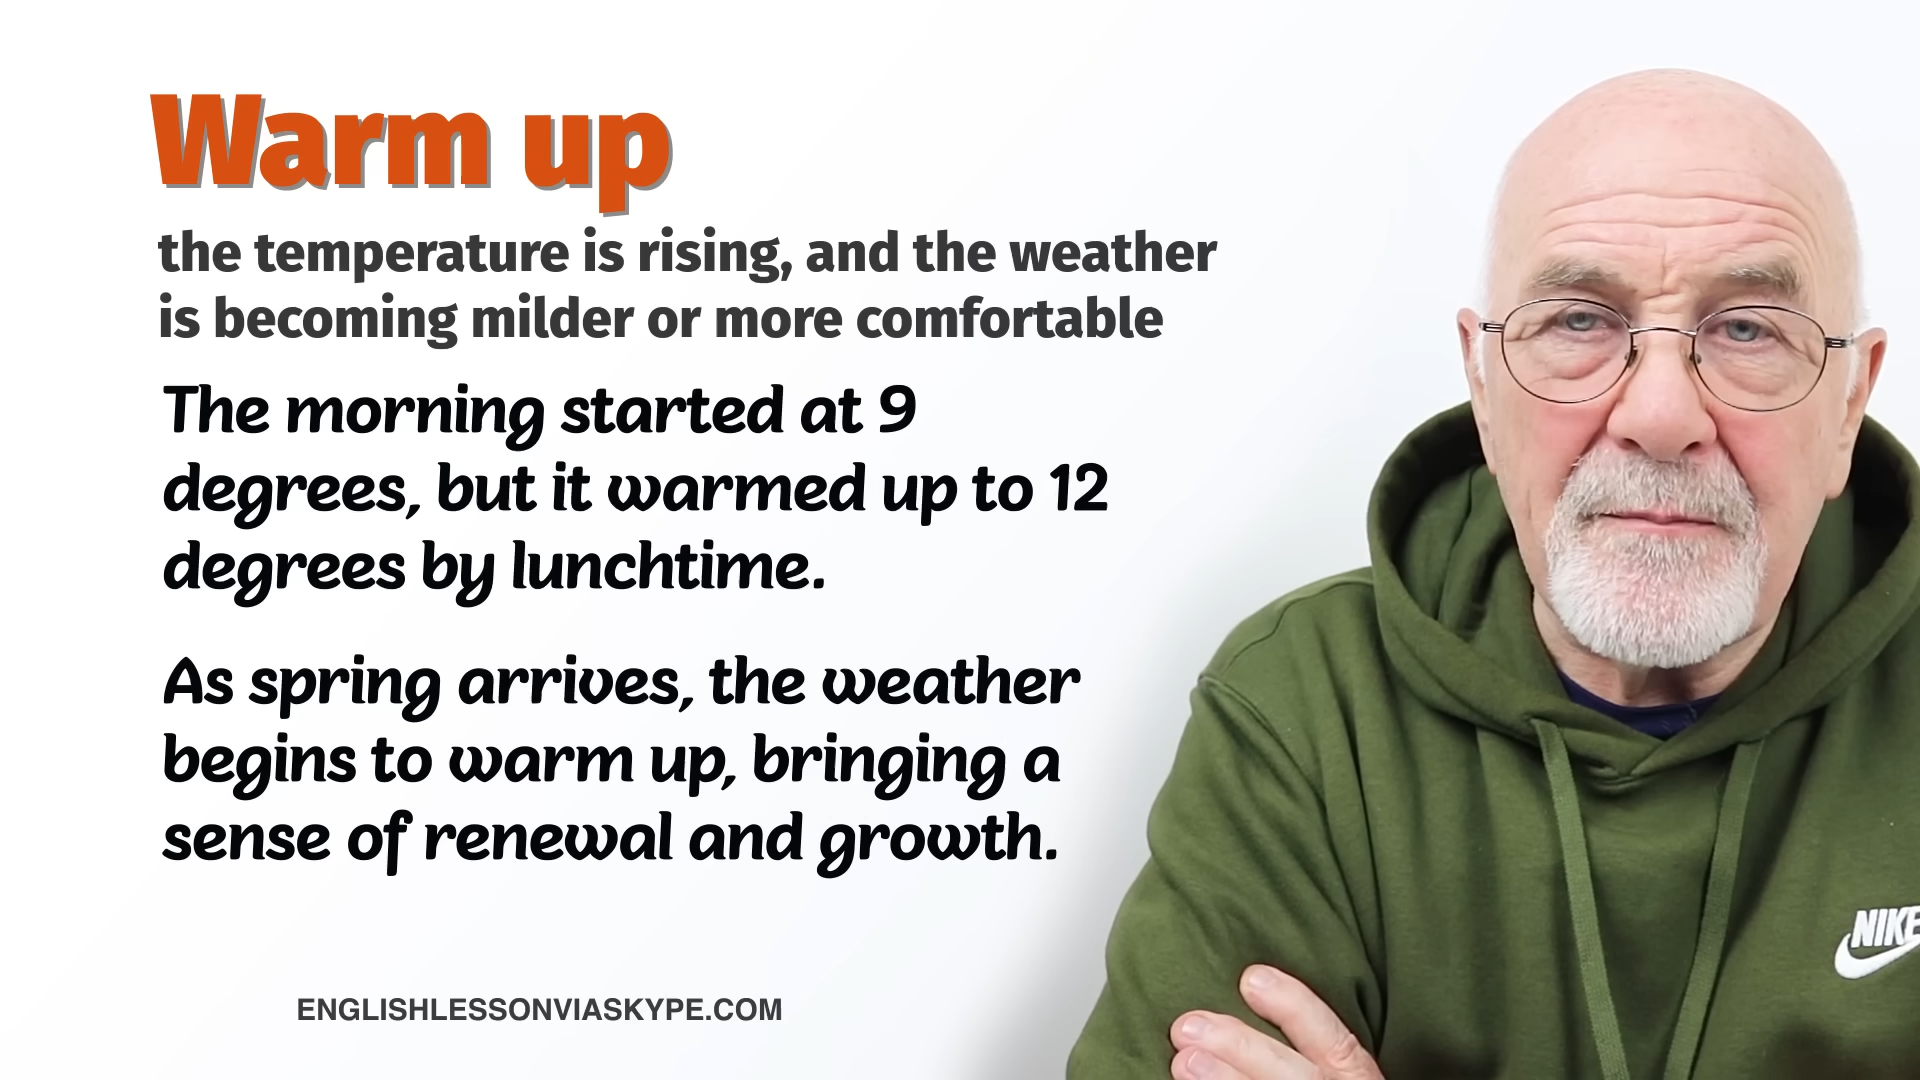 Warm up
the temperature is rising, and the weather
is becoming milder or more comfortable
The morning started at 9
degrees, but it warmed up to 12
degrees by lunchtime.
As spring arrives, the weather
begins to warm up, bringing a
sense of renewal and growth.
NIKE
ENGLISHLESSONVIASKYPE.COM